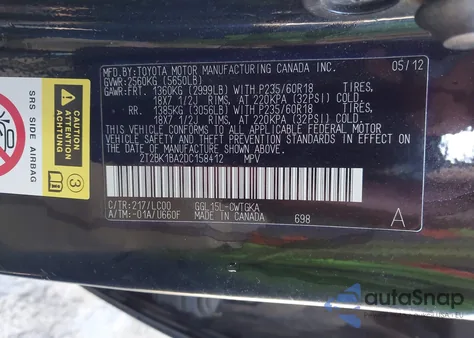 MFD.BY:TOYOTA MOTOR MANUFACTURING CANADA INC. 05/12
GVWR:2560KG (5650LB)
GAWR:FRT. 1360KG (2999LB) WITH P235/60R18 TIRES,
18X7 1/2J RIMS, AT 220KPA (32PSI) COLD.
RR. 1385KG (3055LB) WITH P235/60R18 TIRES,
18X7 1/2J RIMS, AT 220KPA (32PSI) COLD.
THIS VEHICLE CONFORMS TO ALL APPLICABLE FEDERAL MOTOR
VEHICLE SAFETY AND THEFT PREVENTION STANDARDS IN
EFFECT ON THE DATE OF MANUFACTURE SHOWN ABOVE.
2T2BK1BA2DC158412 MPV
C/TR:217/LC00 GGL15L-CWTGKA
A/TM:-01A/U660F MADE IN CANADA 698 A
SRS SIDE AIRBAG
autoSnap